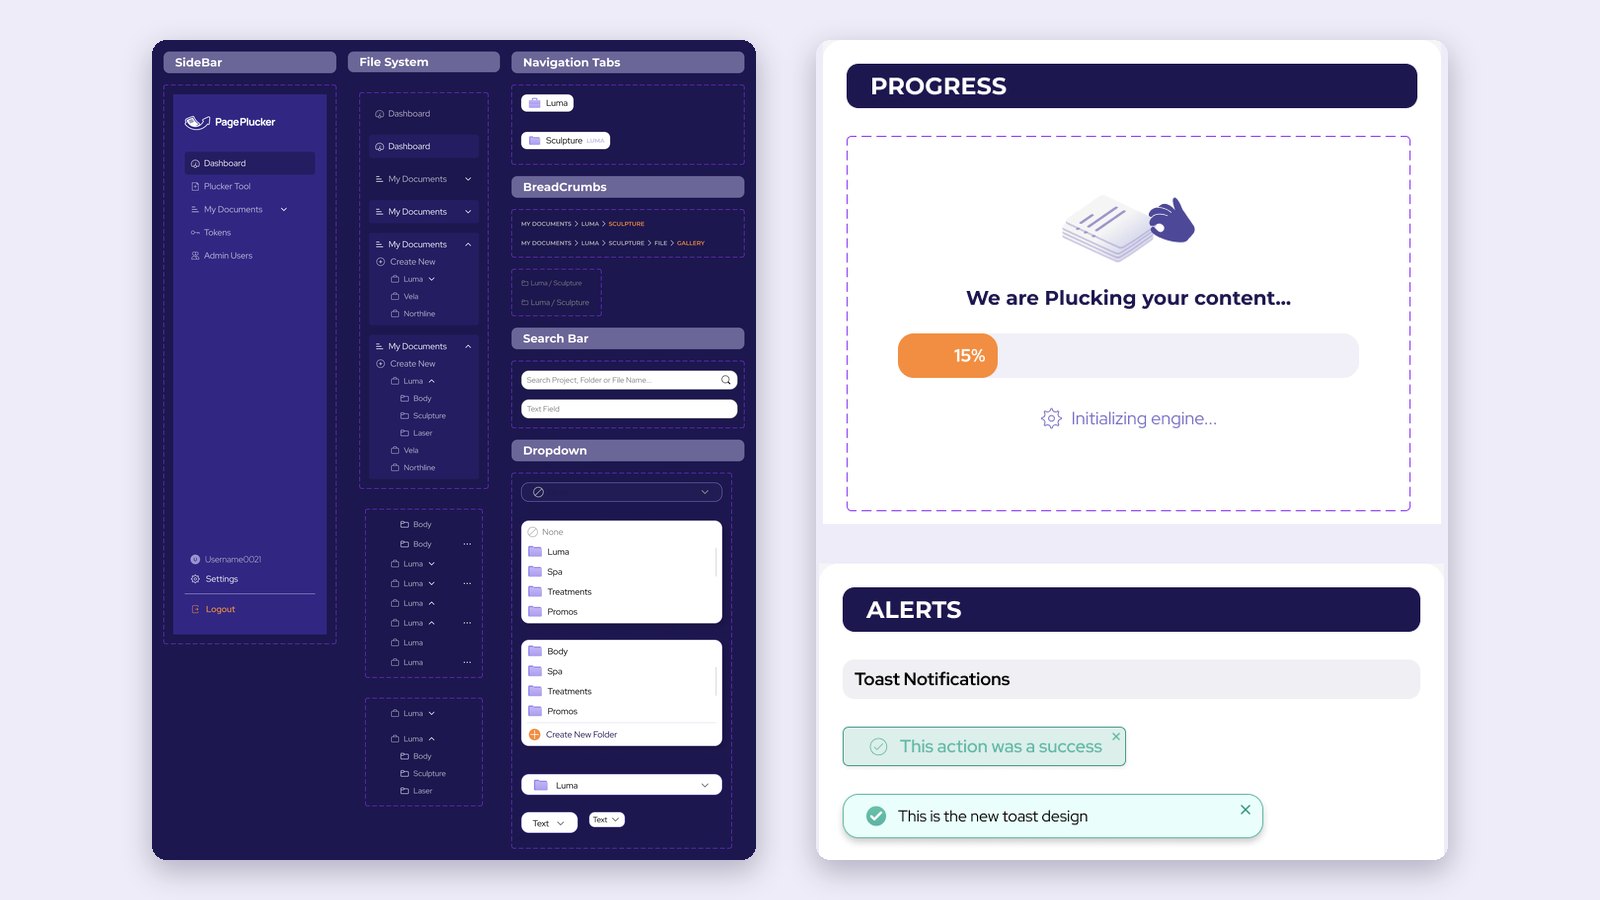 SideBar
PagePlucker
Dashboard
Plucker Tool
My Documents
Tokens
Admin Users
Username0021
Settings
Logout
File System
Dashboard
Dashboard
My Documents
My Documents
My Documents
Create New
Luma
Vela
Northline
My Documents
Create New
Luma
Body
Sculpture
Laser
Vela
Northline
Body
Body
Luma
Luma
Luma
Luma
Luma
Luma
Luma
Luma
Body
Sculpture
Laser
Navigation Tabs
Luma
Sculpture LUMA
BreadCrumbs
MY DOCUMENTS > LUMA > SCULPTURE
MY DOCUMENTS > LUMA > SCULPTURE > FILE > GALLERY
Luma / Sculpture
Luma / Sculpture
Search Bar
Search Project, Folder or File Name...
Text Field
Dropdown
None
Luma
Spa
Treatments
Promos
Body
Spa
Treatments
Promos
Create New Folder
Luma
Text
Text
PROGRESS
We are Plucking your content...
15%
Initializing engine...
ALERTS
Toast Notifications
This action was a success
This is the new toast design